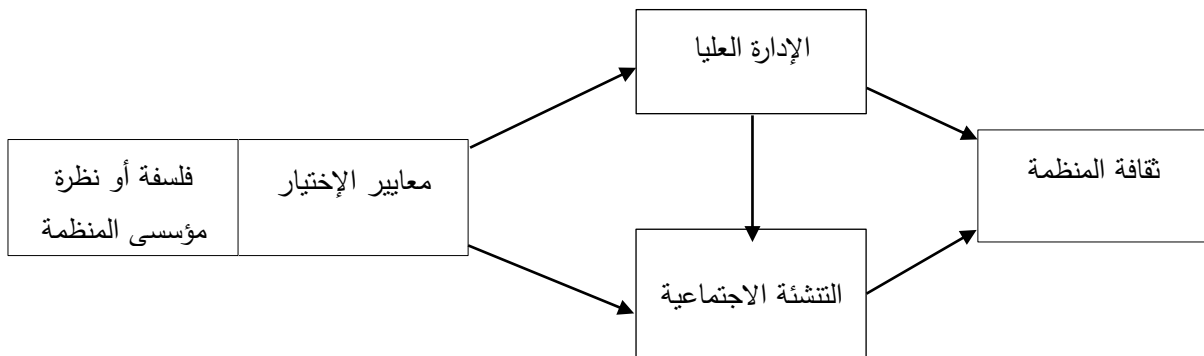 الإدارة العليا
فلسفة أو نظرة
مؤسسى المنظمة
معايير الإختيار
ثقافة المنظمة
التنشئة الاجتماعية